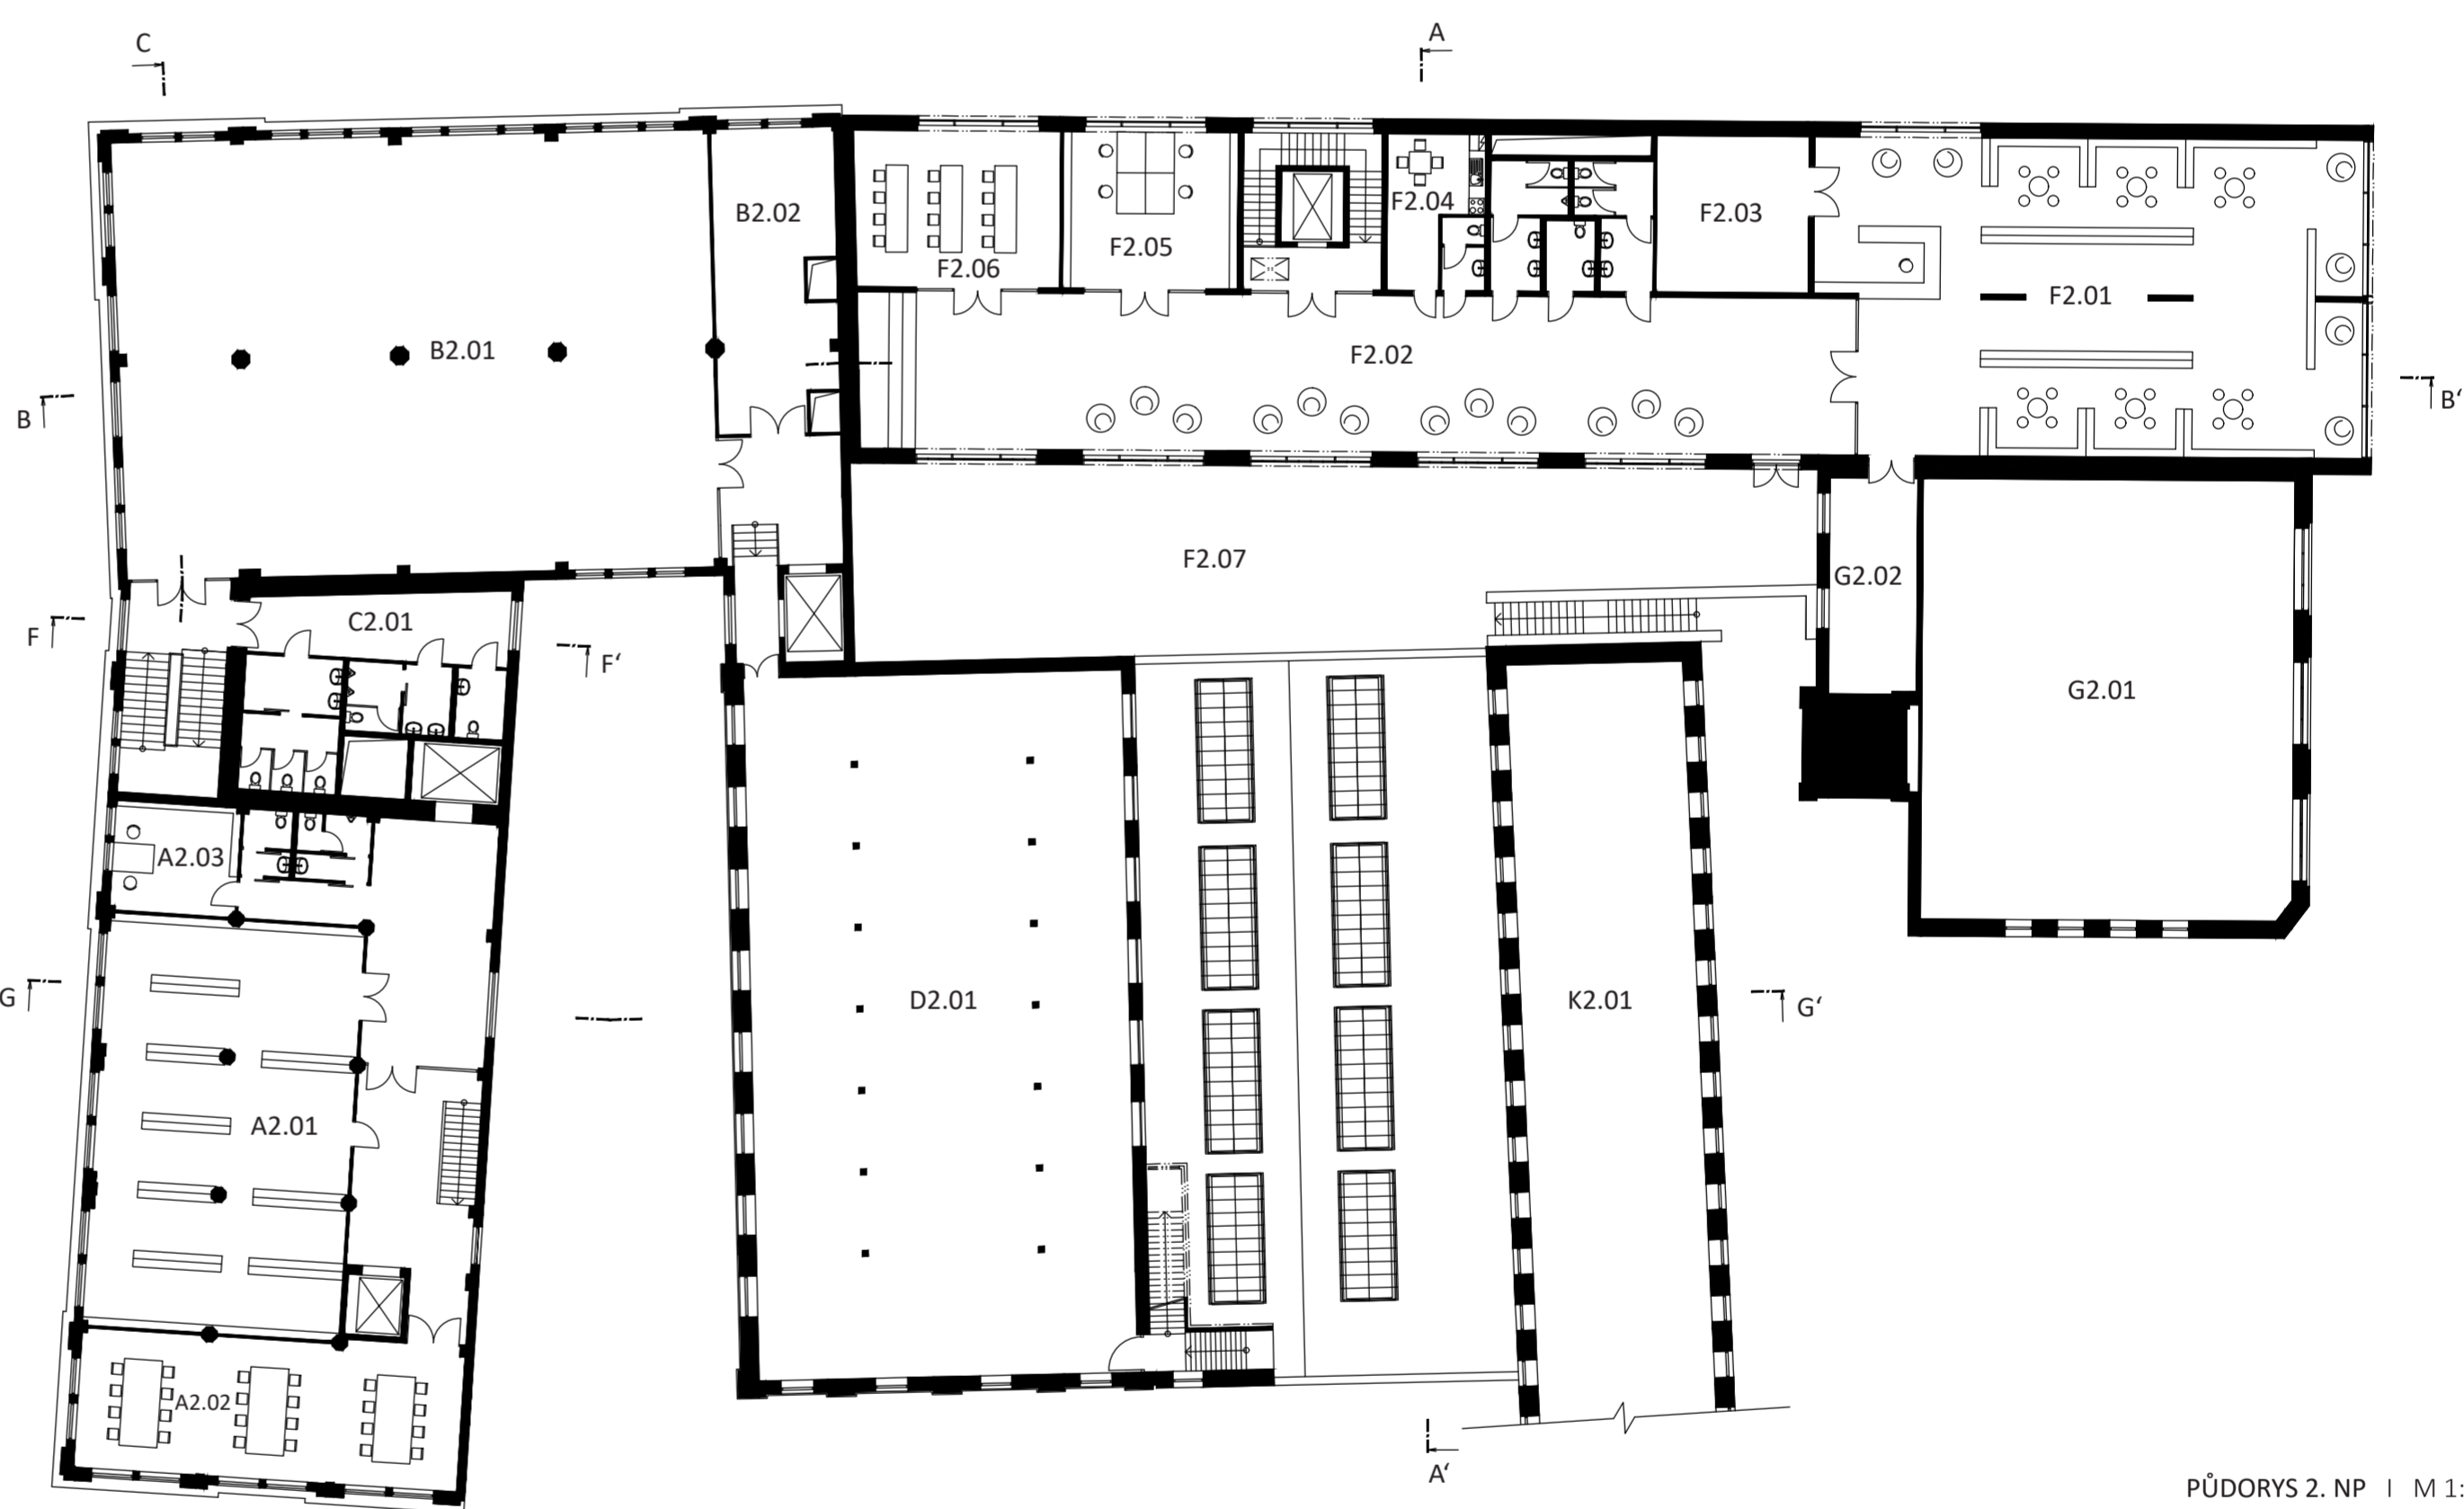 C
A
B2.02
F2.04
F2.03
F2.05
F2.06
F2.01
B2.01
F2.02
B
B‘
F2.07
G2.02
C2.01
F
F‘
G2.01
A2.03
G
D2.01
K2.01
G‘
A2.01
A2.02
A‘
PŮDORYS 2. NP | M 1: